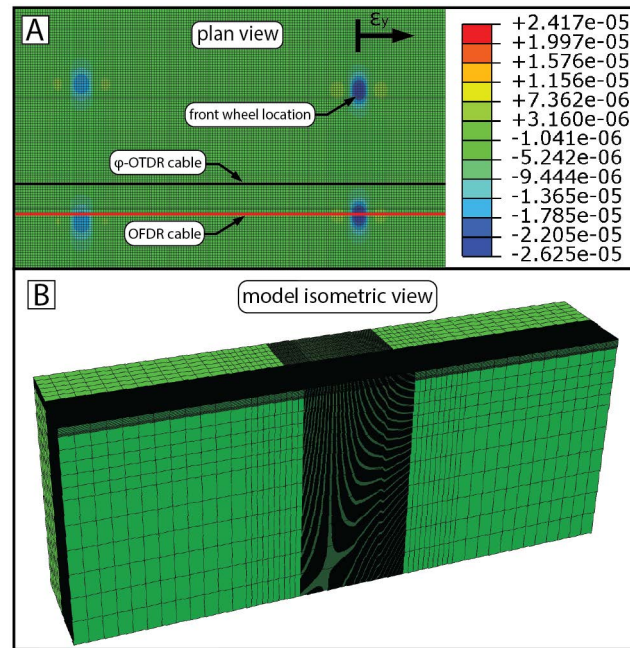 A
plan view
εy
front wheel location
φ-OTDR cable
OFDR cable
+2.417e-05
+1.997e-05
+1.576e-05
+1.156e-05
+7.362e-06
+3.160e-06
-1.041e-06
-5.242e-06
-9.444e-06
-1.365e-05
-1.785e-05
-2.205e-05
-2.625e-05
B
model isometric view